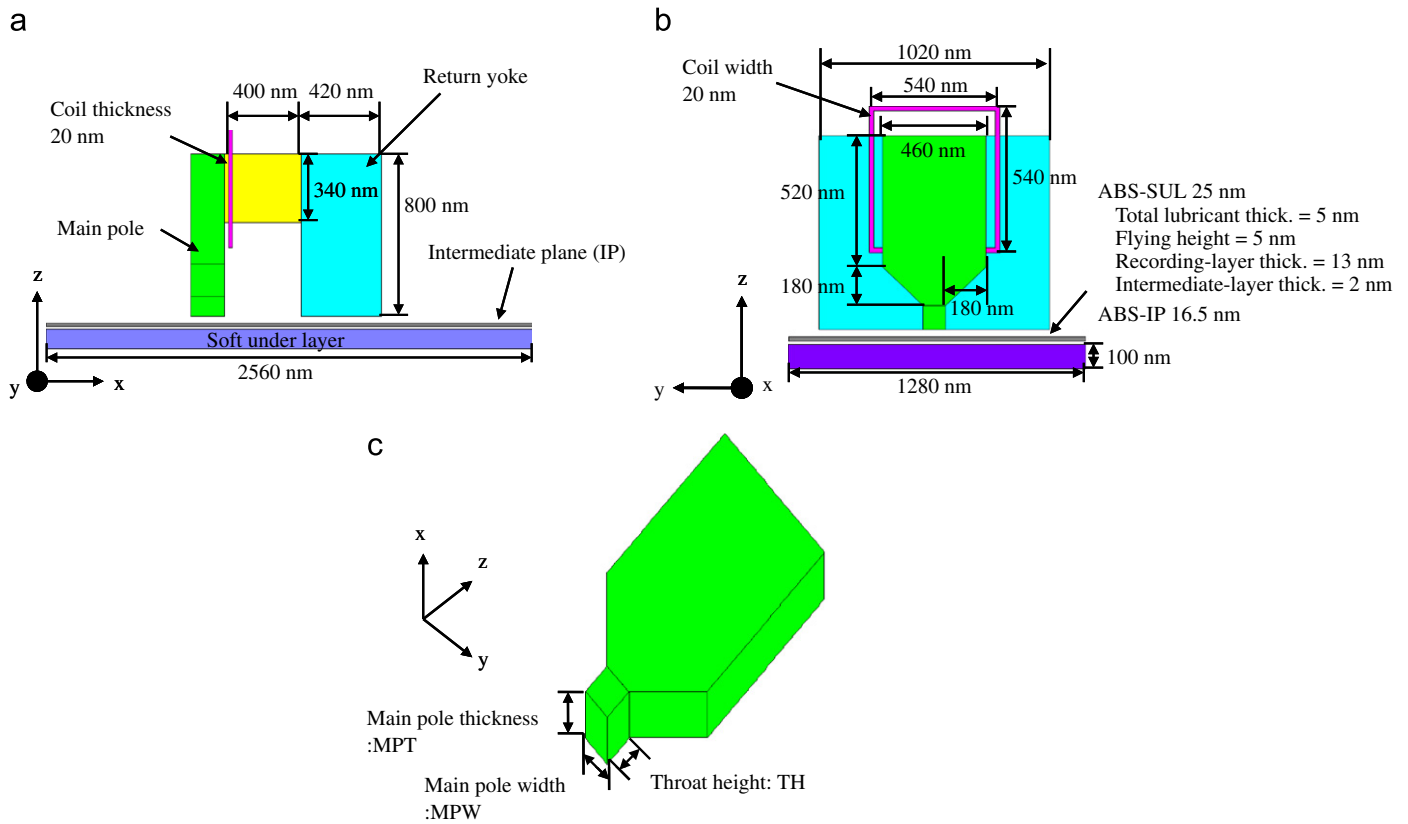 a
Return yoke
400 nm
420 nm
Coil thickness
20 nm
340 nm
800 nm
Main pole
Intermediate plane (IP)
z
Soft under layer
2560 nm
y
x
b
1020 nm
Coil width
20 nm
540 nm
460 nm
520 nm
540 nm
ABS-SUL 25 nm
Total lubricant thick. = 5 nm
Flying height = 5 nm
Recording-layer thick. = 13 nm
Intermediate-layer thick. = 2 nm
180 nm
180 nm
ABS-IP 16.5 nm
z
100 nm
y
x
1280 nm
c
x
z
y
Main pole thickness
:MPT
Main pole width
:MPW
Throat height: TH